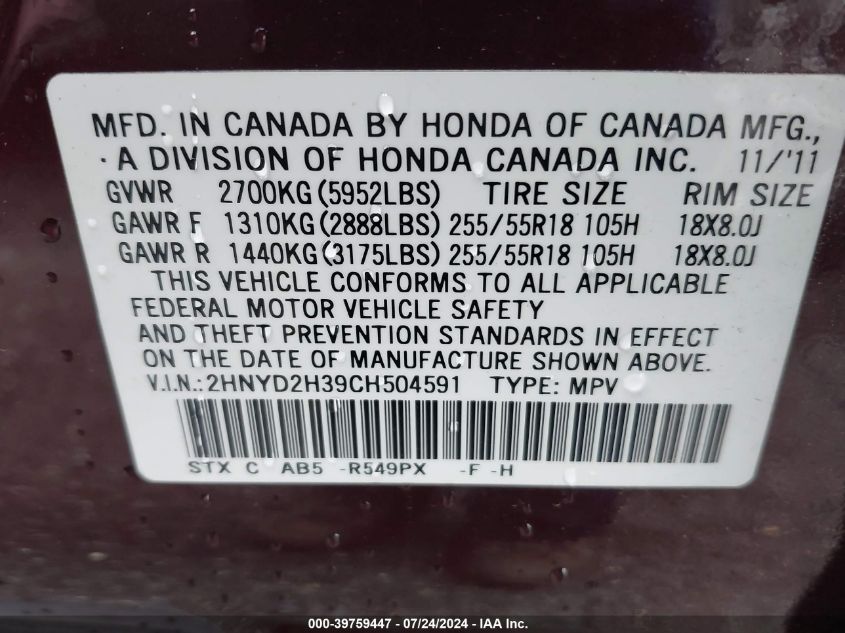 MFD. IN CANADA BY HONDA OF CANADA MFG.,
· A DIVISION OF HONDA CANADA INC. 11/'11
GVWR 2700KG(5952LBS) TIRE SIZE RIM SIZE
GAWR F 1310KG(2888LBS) 255/55R18 105H 18X8.0J
GAWR R 1440KG(3175LBS) 255/55R18 105H 18X8.0J
THIS VEHICLE CONFORMS TO ALL APPLICABLE
FEDERAL MOTOR VEHICLE SAFETY
AND THEFT PREVENTION STANDARDS IN EFFECT
ON THE DATE OF MANUFACTURE SHOWN ABOVE.
V.I.N.:2HNYD2H39CH504591 TYPE: MPV
STX C AB5 -R549PX -F -H
000-39759447 - 07/24/2024 - IAA Inc.